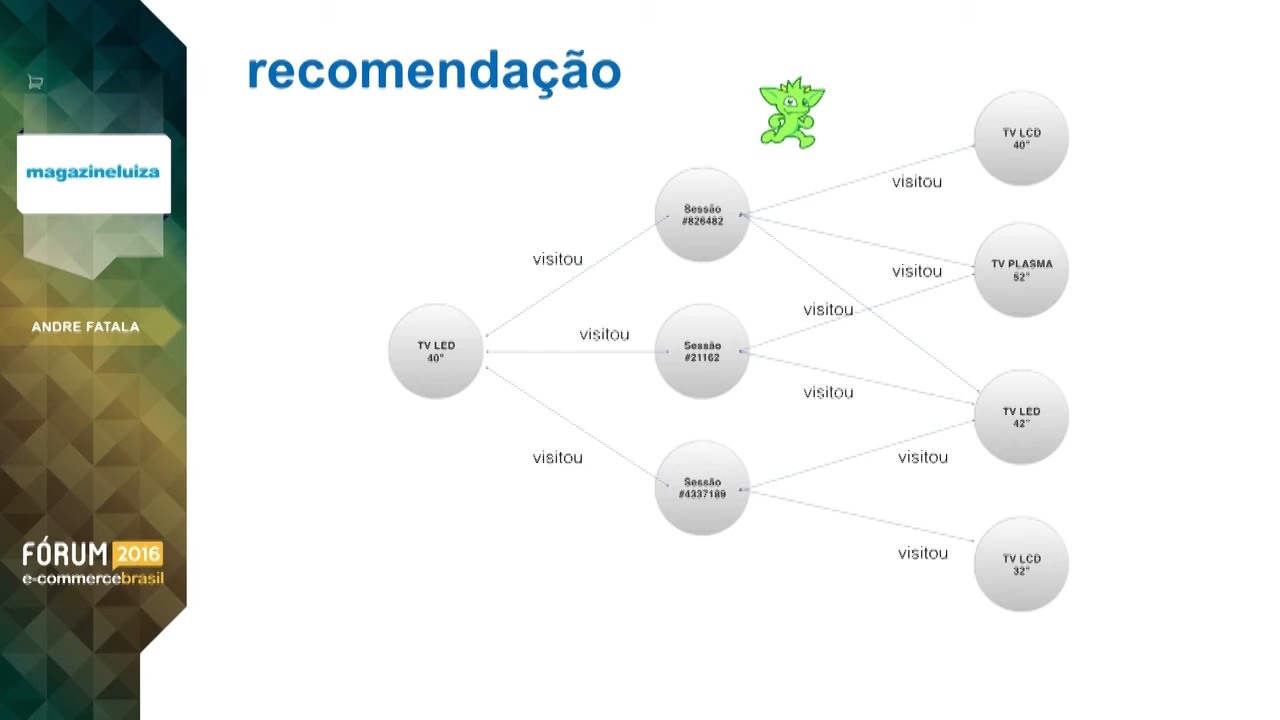 recomendação
magazineluiza
ANDRE FATALA
FÓRUM 2016
e-commercebrasil
TV LED
40"
visitou
visitou
visitou
Sessão
#826482
Sessão
#21162
Sessão
#4337189
visitou
visitou
visitou
visitou
visitou
visitou
TV LCD
40"
TV PLASMA
52"
TV LED
42"
TV LCD
32"